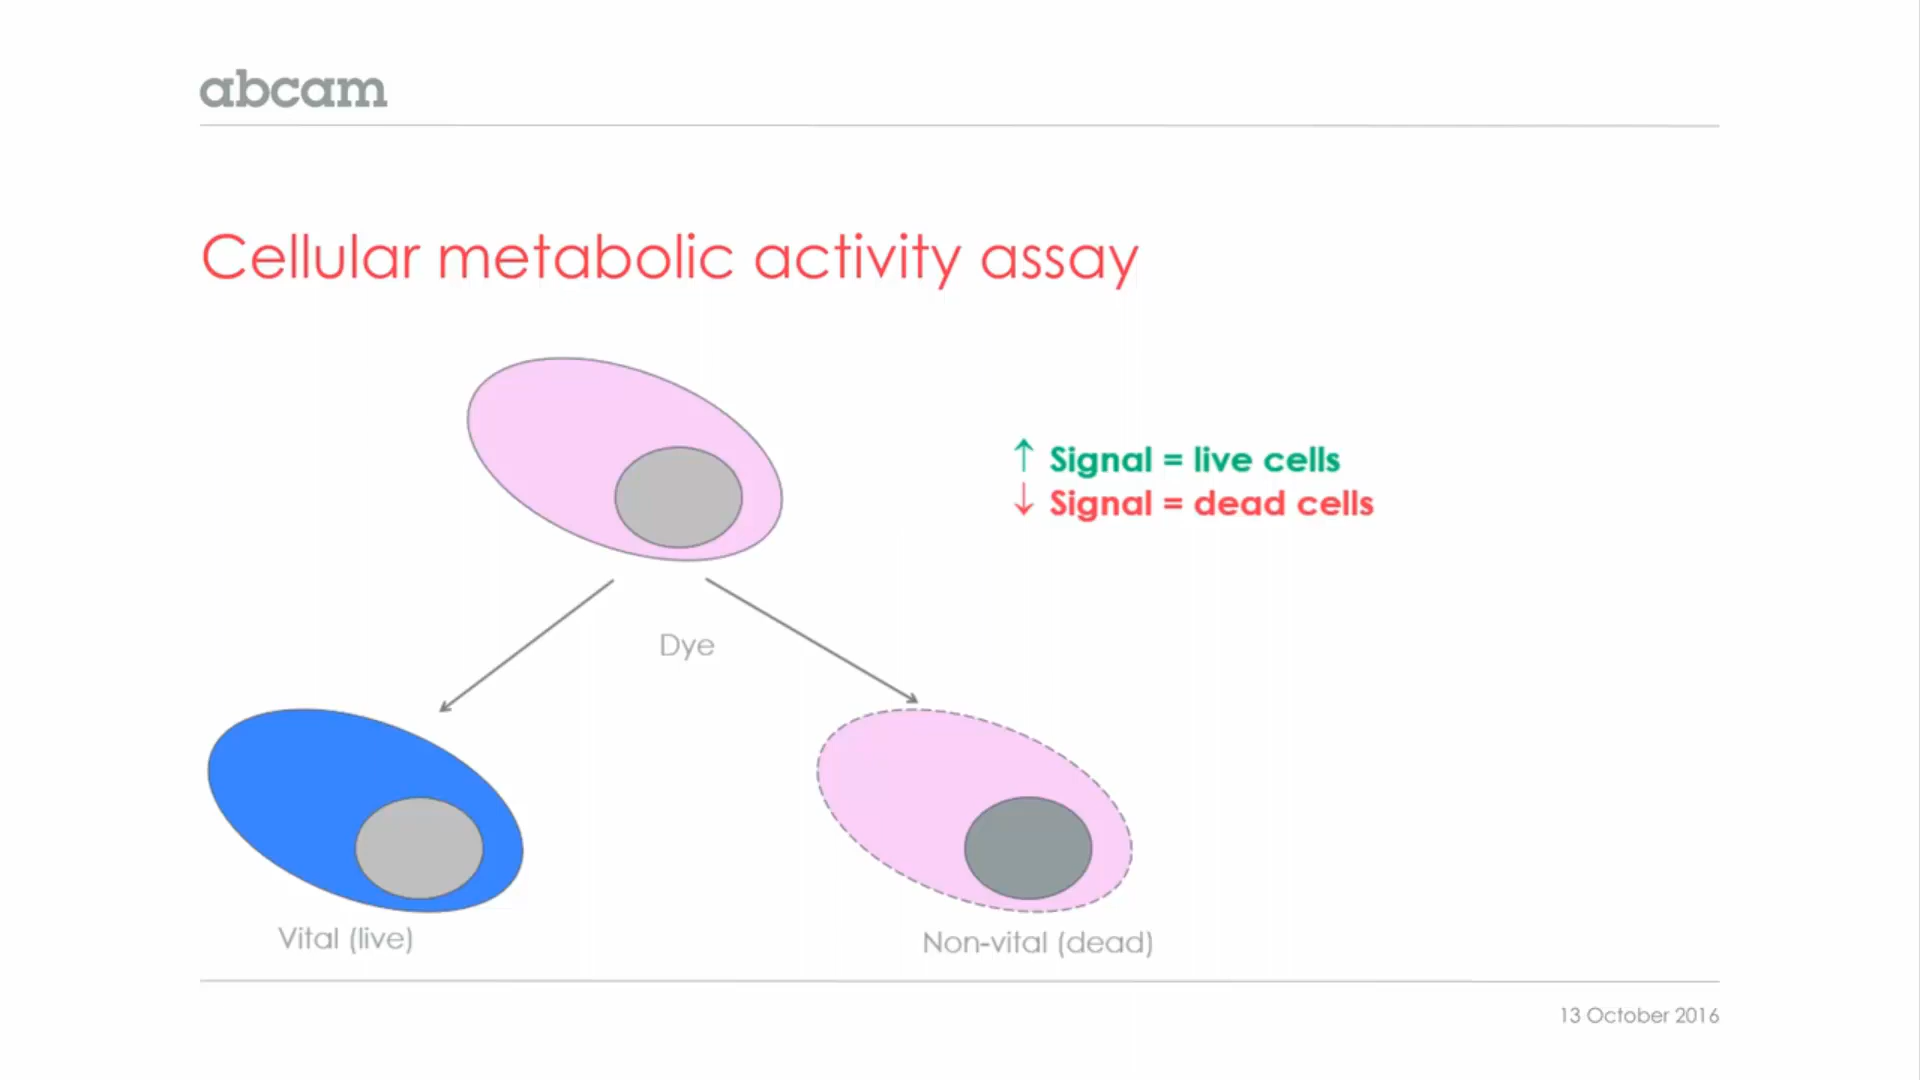 abcam
Cellular metabolic activity assay
↑ Signal = live cells
↓ Signal = dead cells
Dye
Vital (live)
Non-vital (dead)
13 October 2016